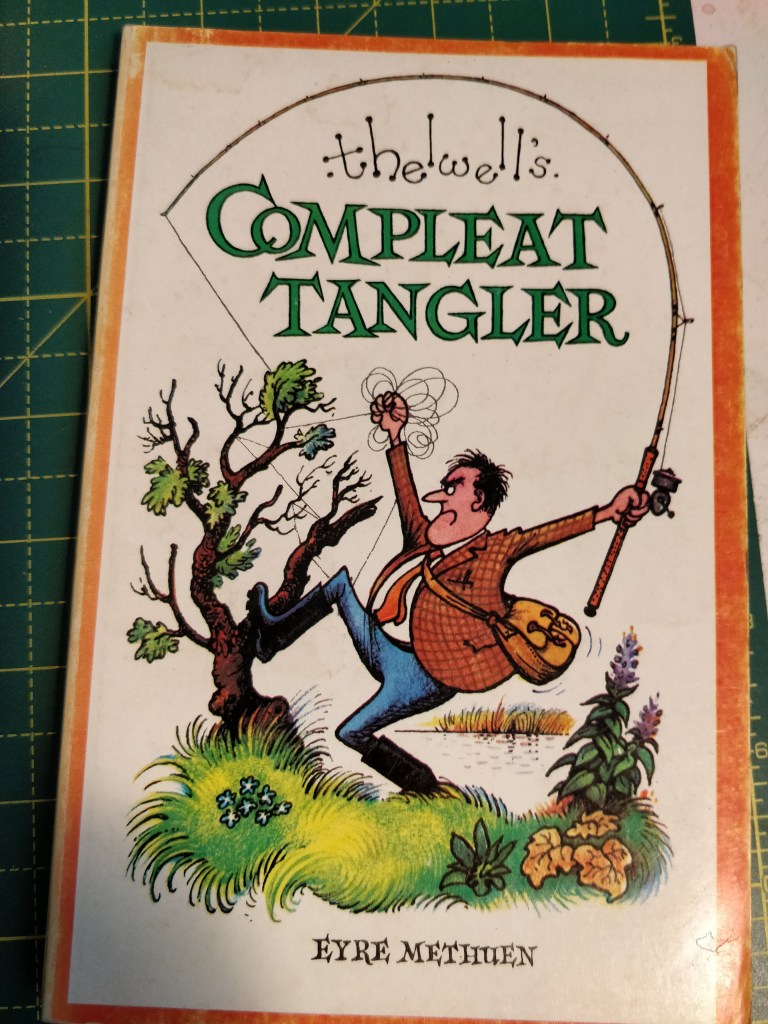 thelwell's.
COMPLEAT
TANGLER
EYRE METHUEN